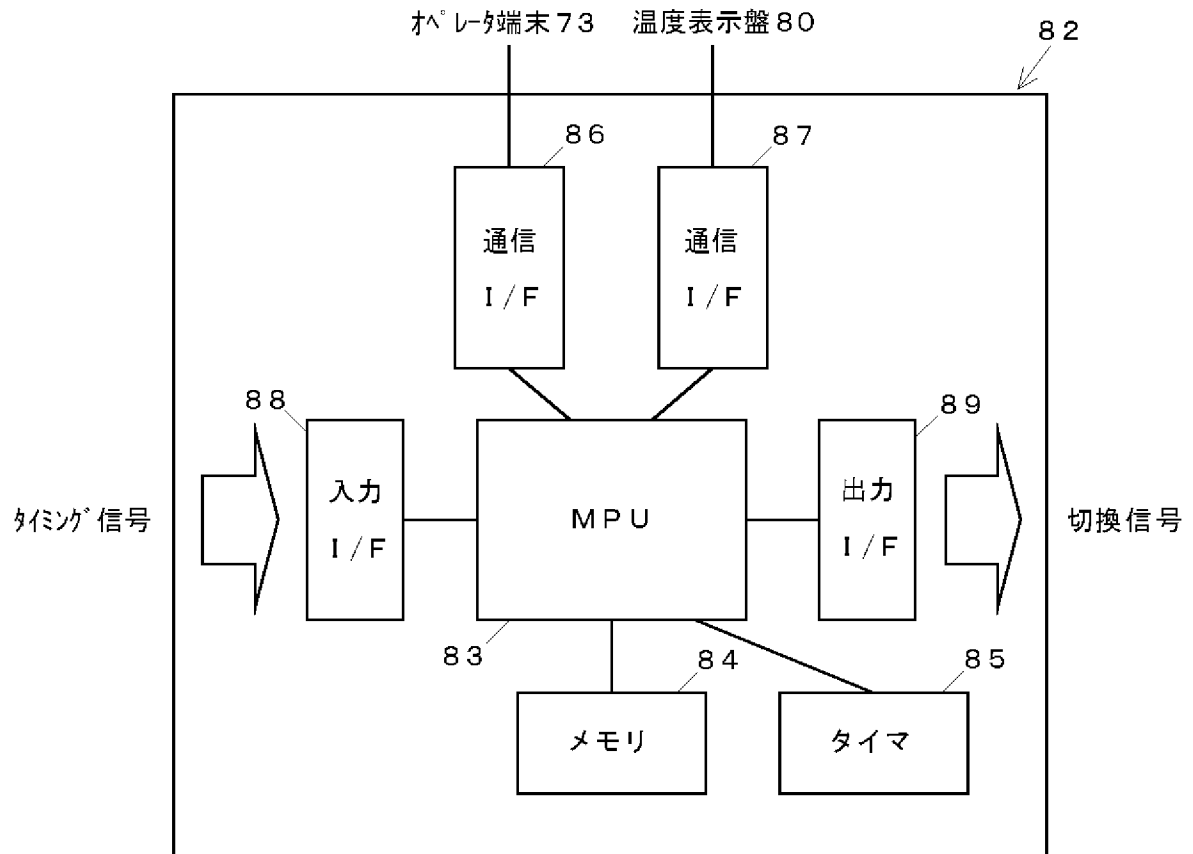 ｵﾍﾟﾚｰﾀ端末７３
温度表示盤８０
８２
８６
８７
通信
Ｉ／Ｆ
通信
Ｉ／Ｆ
８８
８９
ﾀｲﾐﾝｸﾞ信号
入力
Ｉ／Ｆ
ＭＰＵ
出力
Ｉ／Ｆ
切換信号
８３
８４
８５
メモリ
タイマ